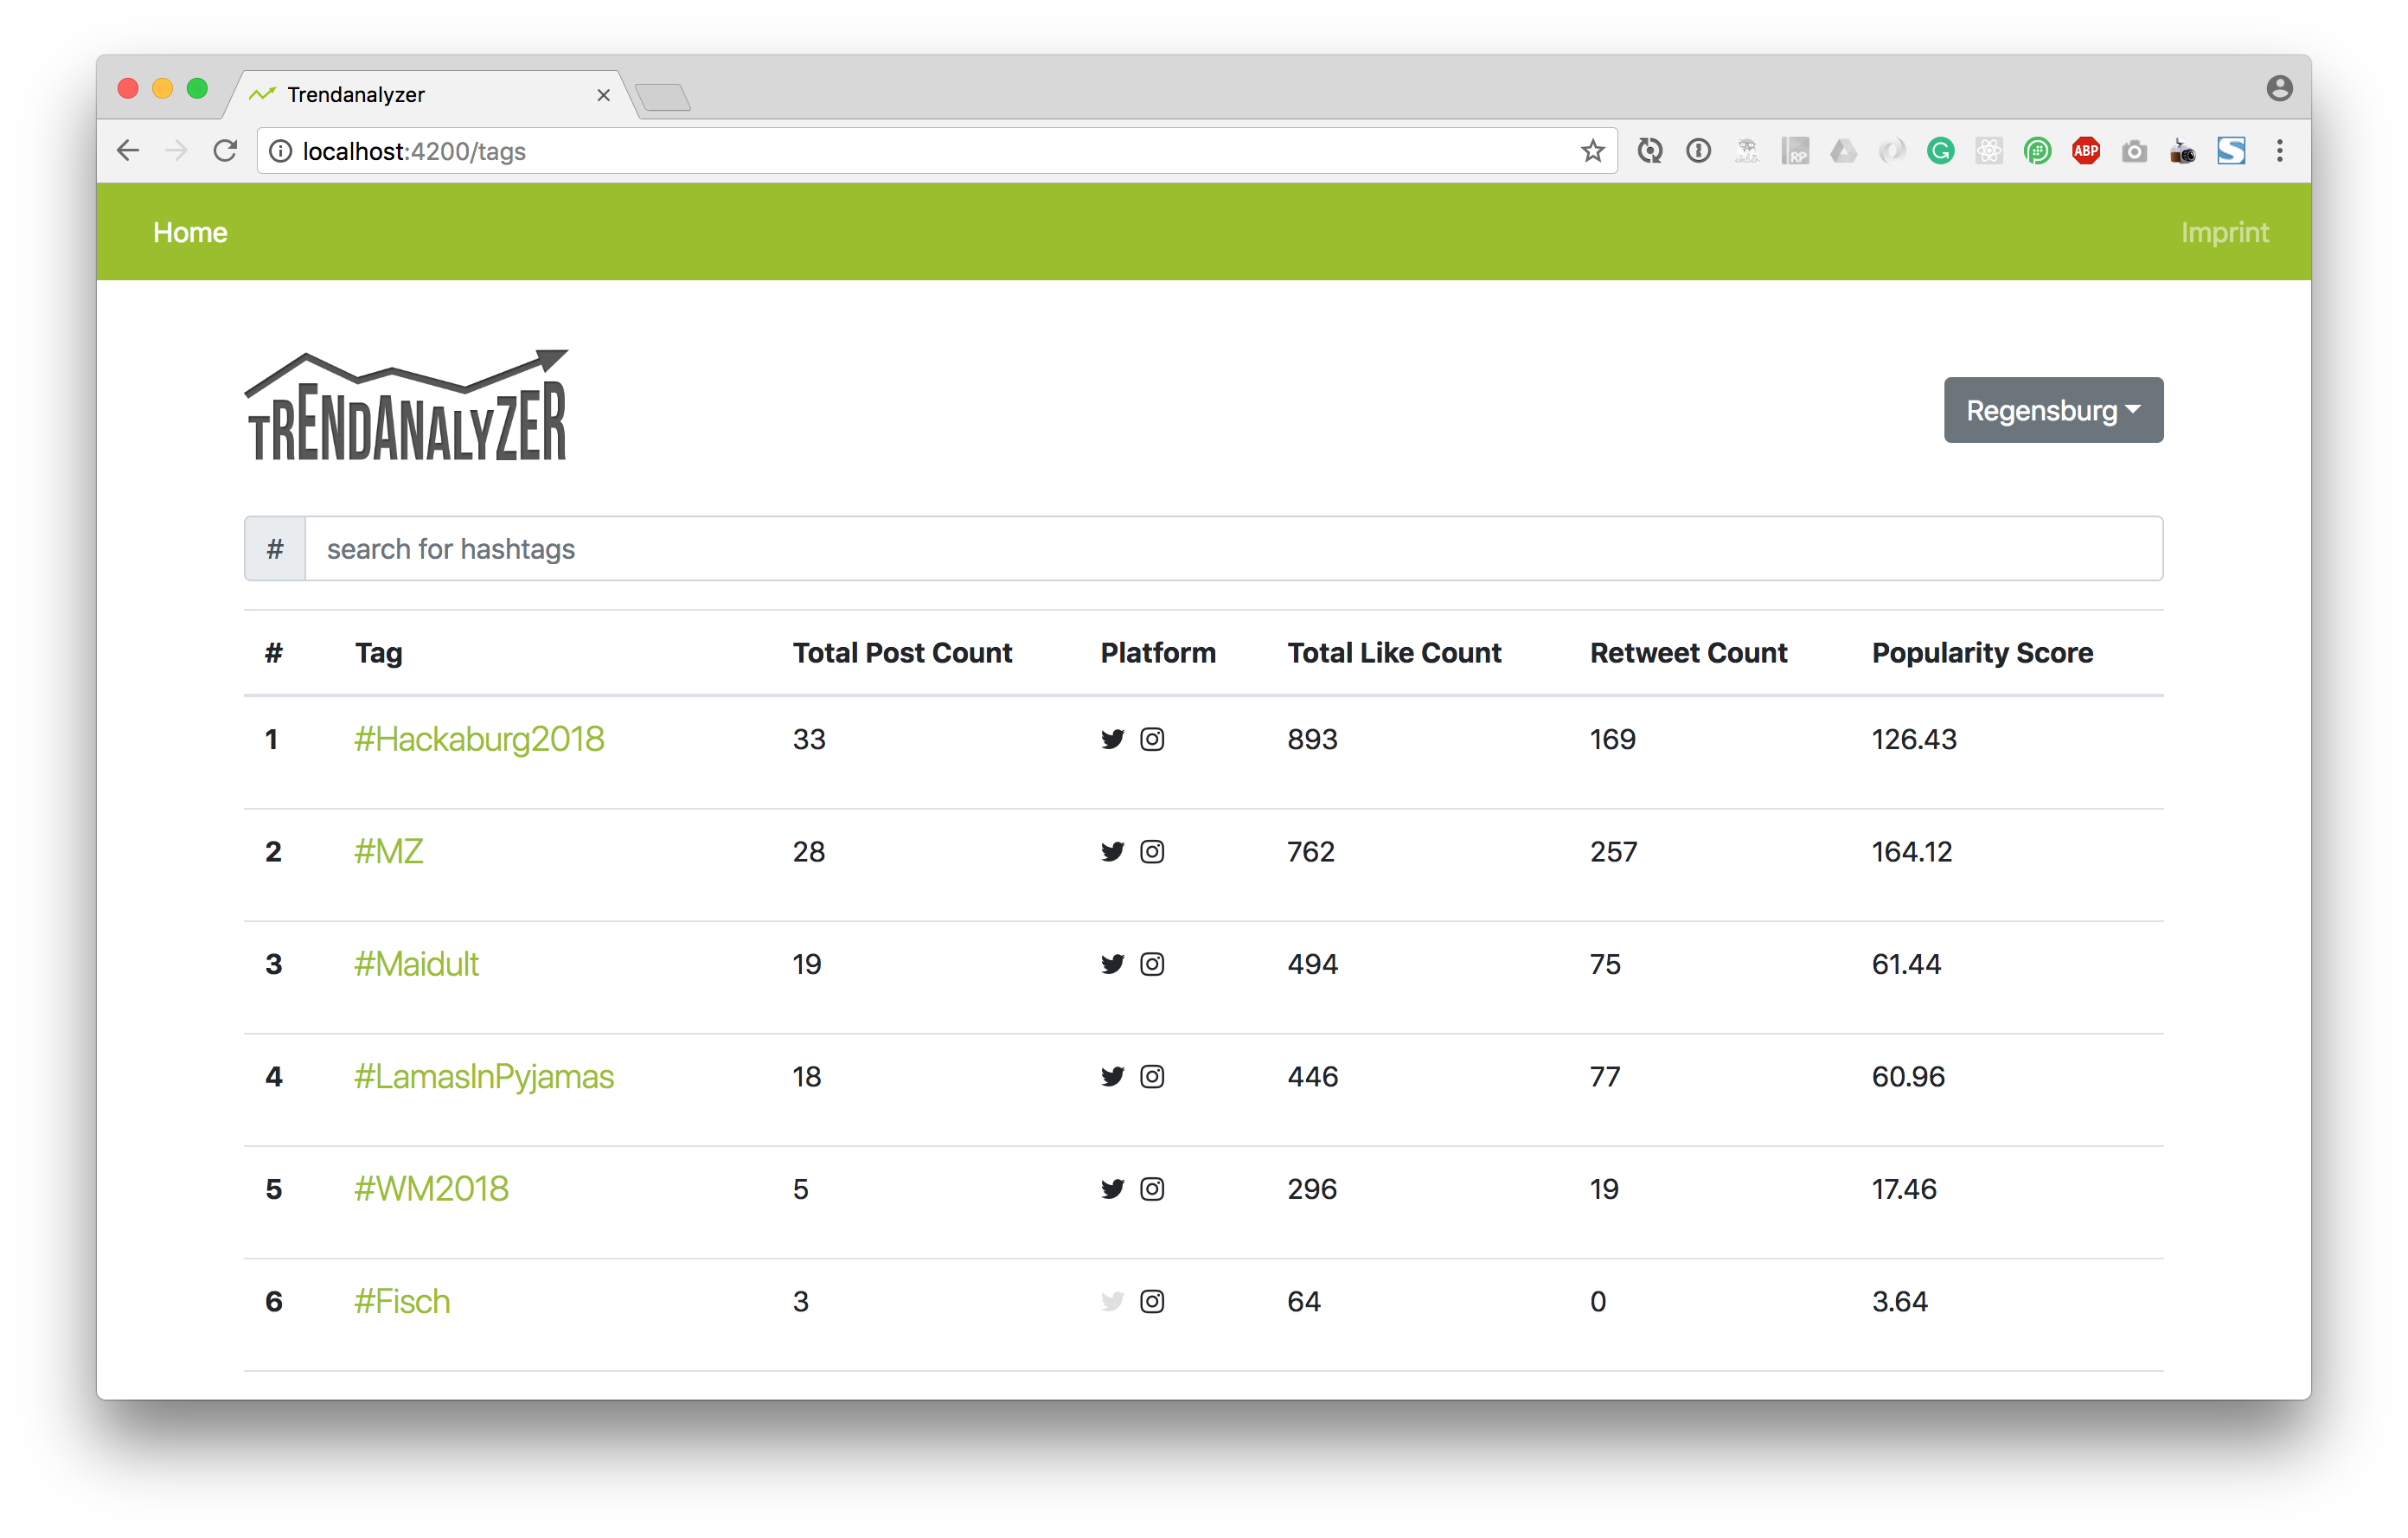 Trendanalyzer
localhost:4200/tags
RP
G
ABP
S
Home
Imprint
TRENDANALYZER
Regensburg
# search for hashtags
# Tag Total Post Count Platform Total Like Count Retweet Count Popularity Score
1 #Hackaburg2018 33 893 169 126.43
2 #MZ 28 762 257 164.12
3 #Maidult 19 494 75 61.44
4 #LamasInPyjamas 18 446 77 60.96
5 #WM2018 5 296 19 17.46
6 #Fisch 3 64 0 3.64